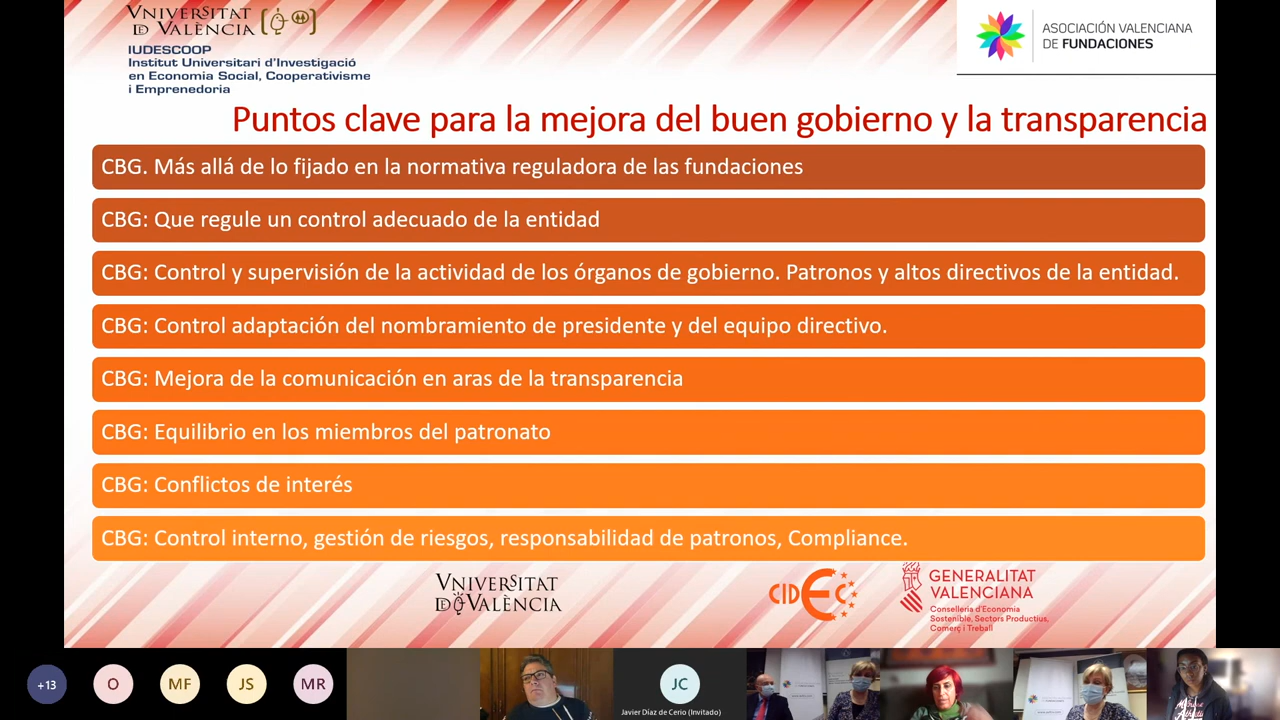 VNIVERSITAT
DE VALÈNCIA
IUDESCOOP
Institut Universitari d'Investigació
en Economia Social, Cooperativisme
i Emprenedoria
ASOCIACIÓN VALENCIANA
DE FUNDACIONES
Puntos clave para la mejora del buen gobierno y la transparencia
CBG. Más allá de lo fijado en la normativa reguladora de las fundaciones
CBG: Que regule un control adecuado de la entidad
CBG: Control y supervisión de la actividad de los órganos de gobierno. Patronos y altos directivos de la entidad.
CBG: Control adaptación del nombramiento de presidente y del equipo directivo.
CBG: Mejora de la comunicación en aras de la transparencia
CBG: Equilibrio en los miembros del patronato
CBG: Conflictos de interés
CBG: Control interno, gestión de riesgos, responsabilidad de patronos, Compliance.
VNIVERSITAT
DE VALÈNCIA
CIDEC
GENERALITAT
VALENCIANA
Conselleria d'Economia
Sostenible, Sectors Productius,
Comerç i Treball
+13
O
MF
JS
MR
JC
Javier Díaz de Cerio (Invitado)